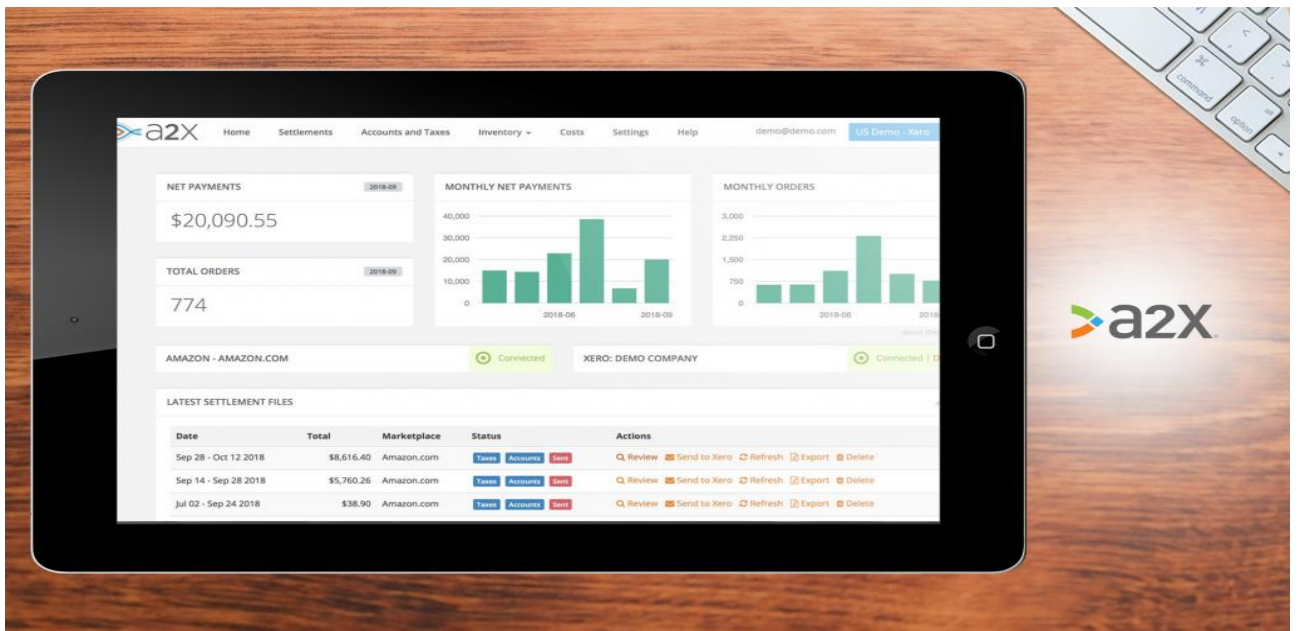 a2x Home Settlements Accounts and Taxes Inventory Costs Settings Help demo@demo.com US Demo - Xero
NET PAYMENTS 2018-09
$20,090.55
TOTAL ORDERS 2018-09
774
MONTHLY NET PAYMENTS
40,000
30,000
20,000
10,000
0
2018-06 2018-09
MONTHLY ORDERS
3,000
2,250
1,500
750
0
2018-06 2018
AMAZON - AMAZON.COM Connected
XERO: DEMO COMPANY Connected | D
LATEST SETTLEMENT FILES
Date Total Marketplace Status Actions
Sep 28 - Oct 12 2018 $8,616.40 Amazon.com Taxes Accounts Sent Review Send to Xero Refresh Export Delete
Sep 14 - Sep 28 2018 $5,760.26 Amazon.com Taxes Accounts Sent Review Send to Xero Refresh Export Delete
Jul 02 - Sep 24 2018 $38.90 Amazon.com Taxes Accounts Sent Review Send to Xero Refresh Export Delete
a2x
⌘
command
alt
option